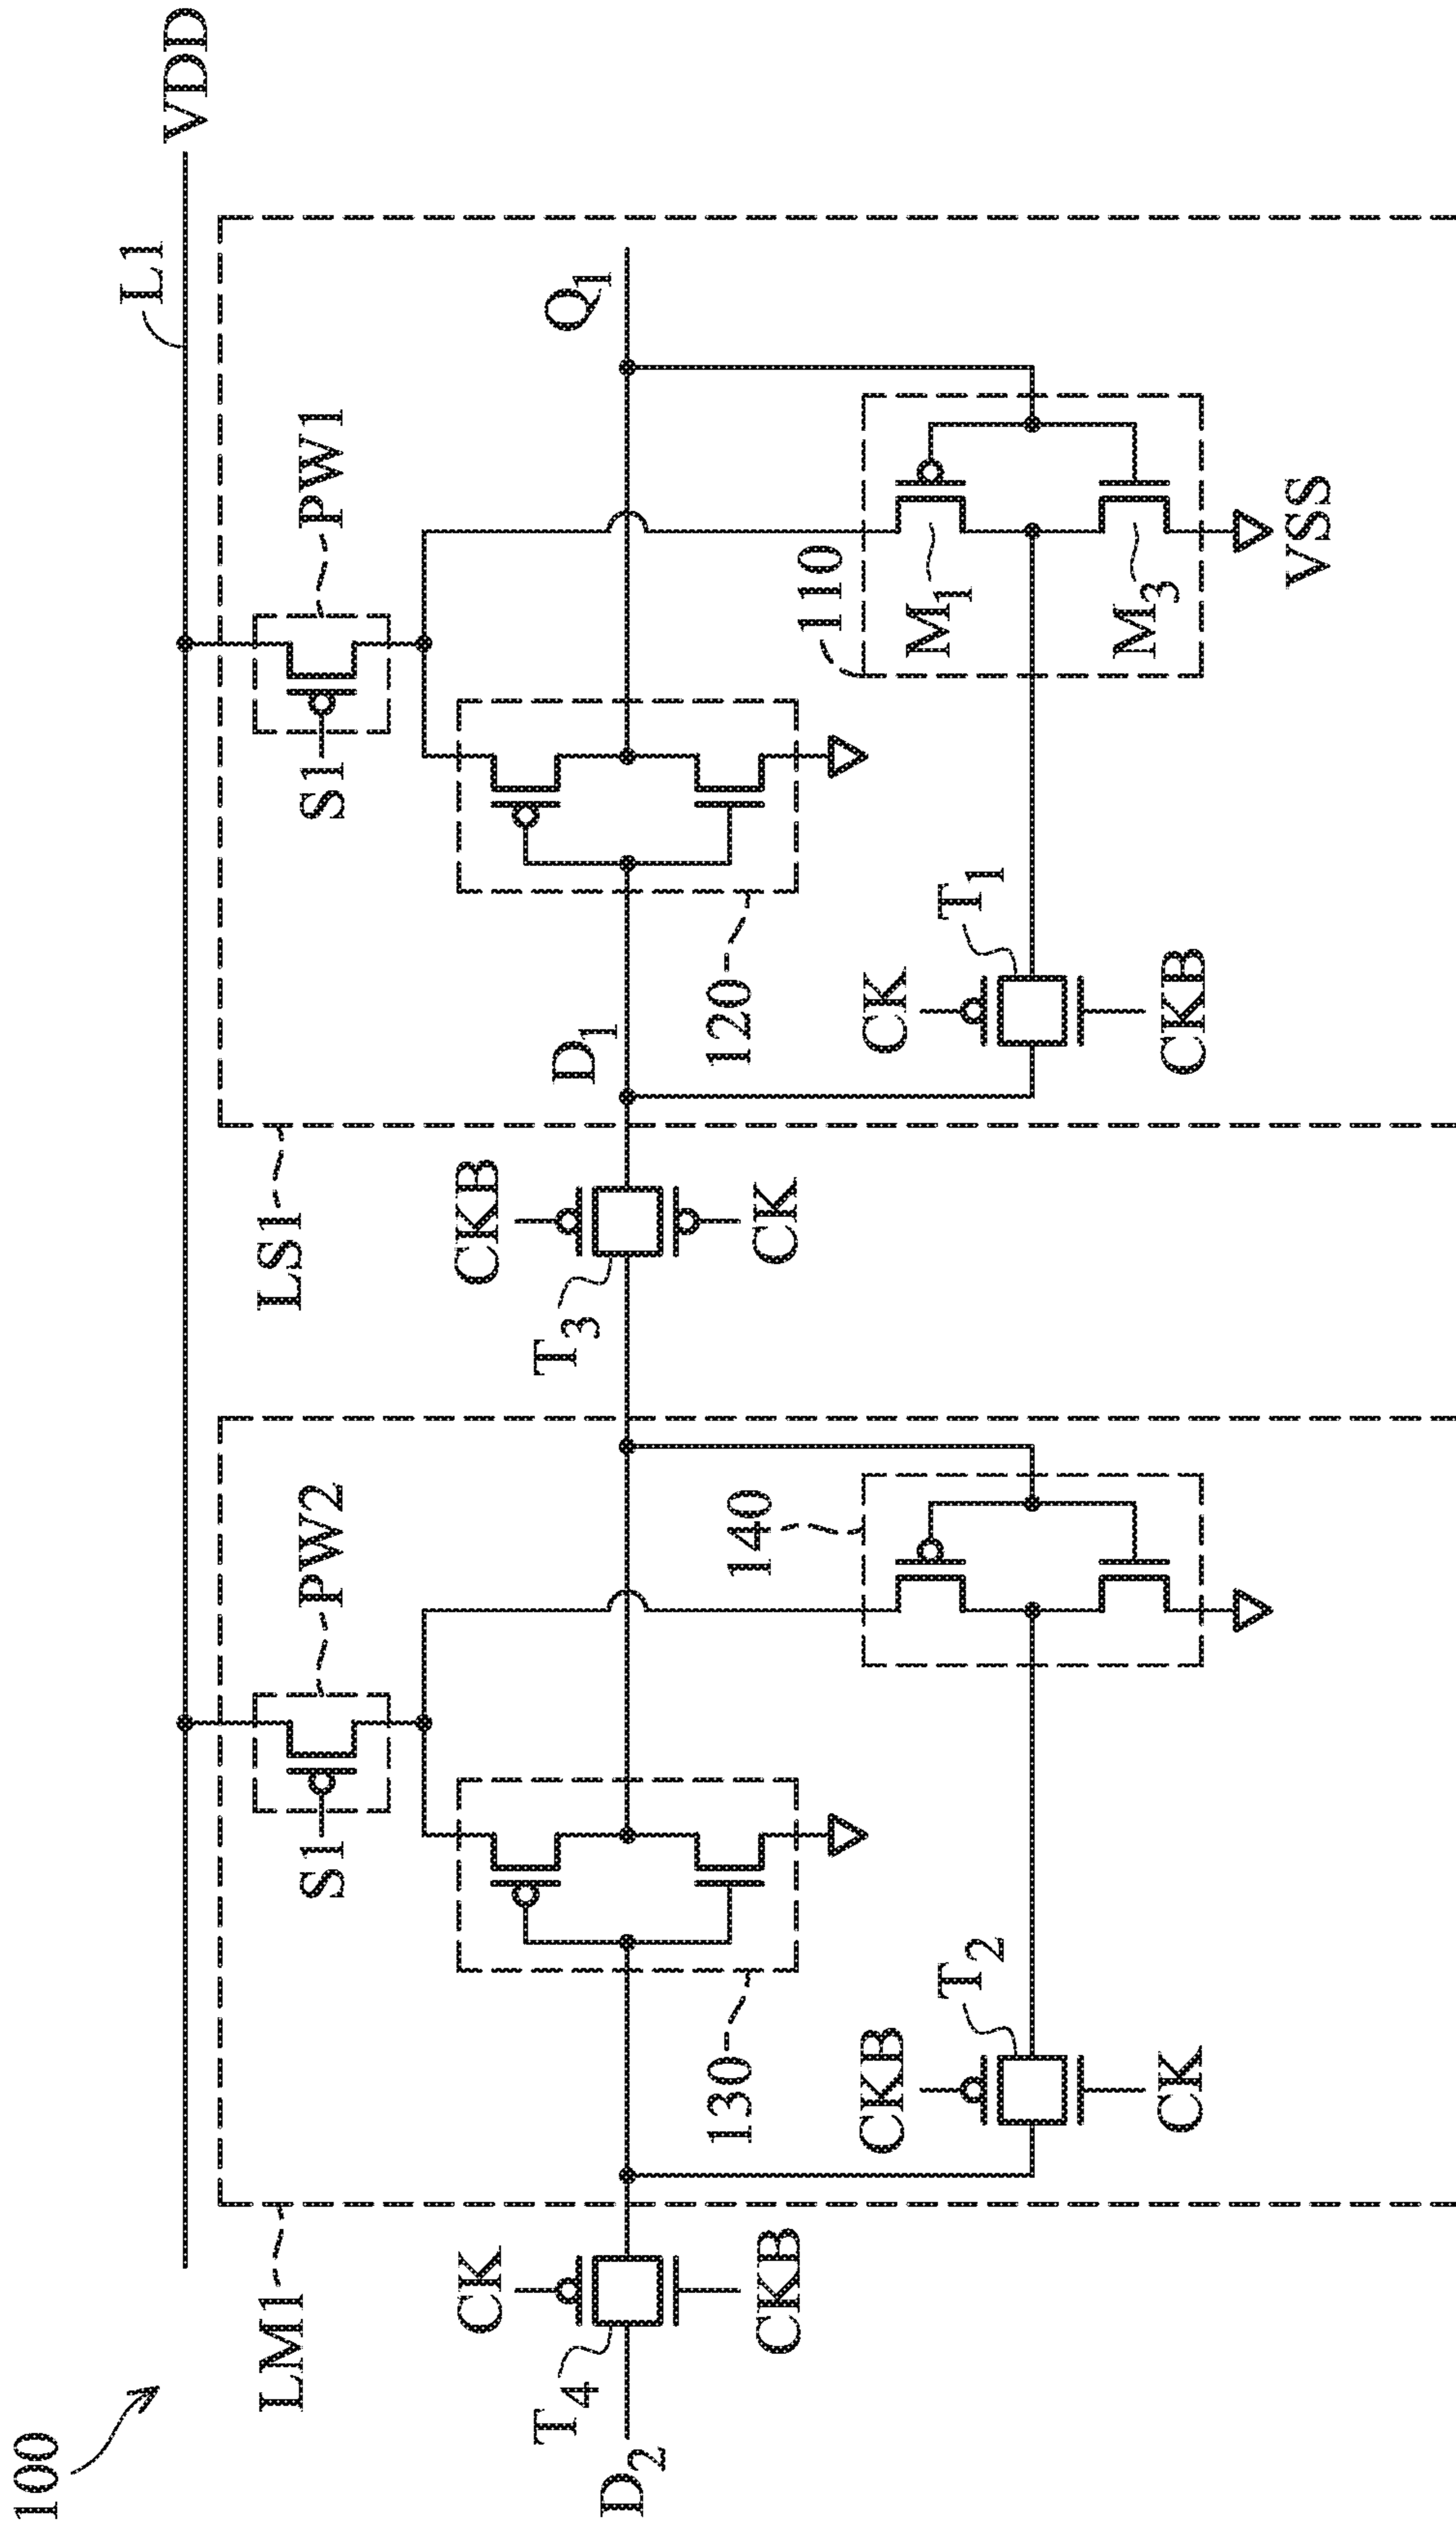 100
VDD
L1
LM1
S1
PW2
LS1
S1
PW1
D2
T4
CK
CKB
130
T2
CKB
CK
140
T3
CKB
CK
D1
120
T1
CK
CKB
Q1
110
M1
M3
VSS